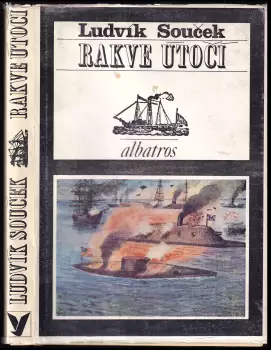 Ludvík Souček
RAKVE ÚTOČÍ
albatros
LUDVÍK SOUČEK RAKVE ÚTOČÍ